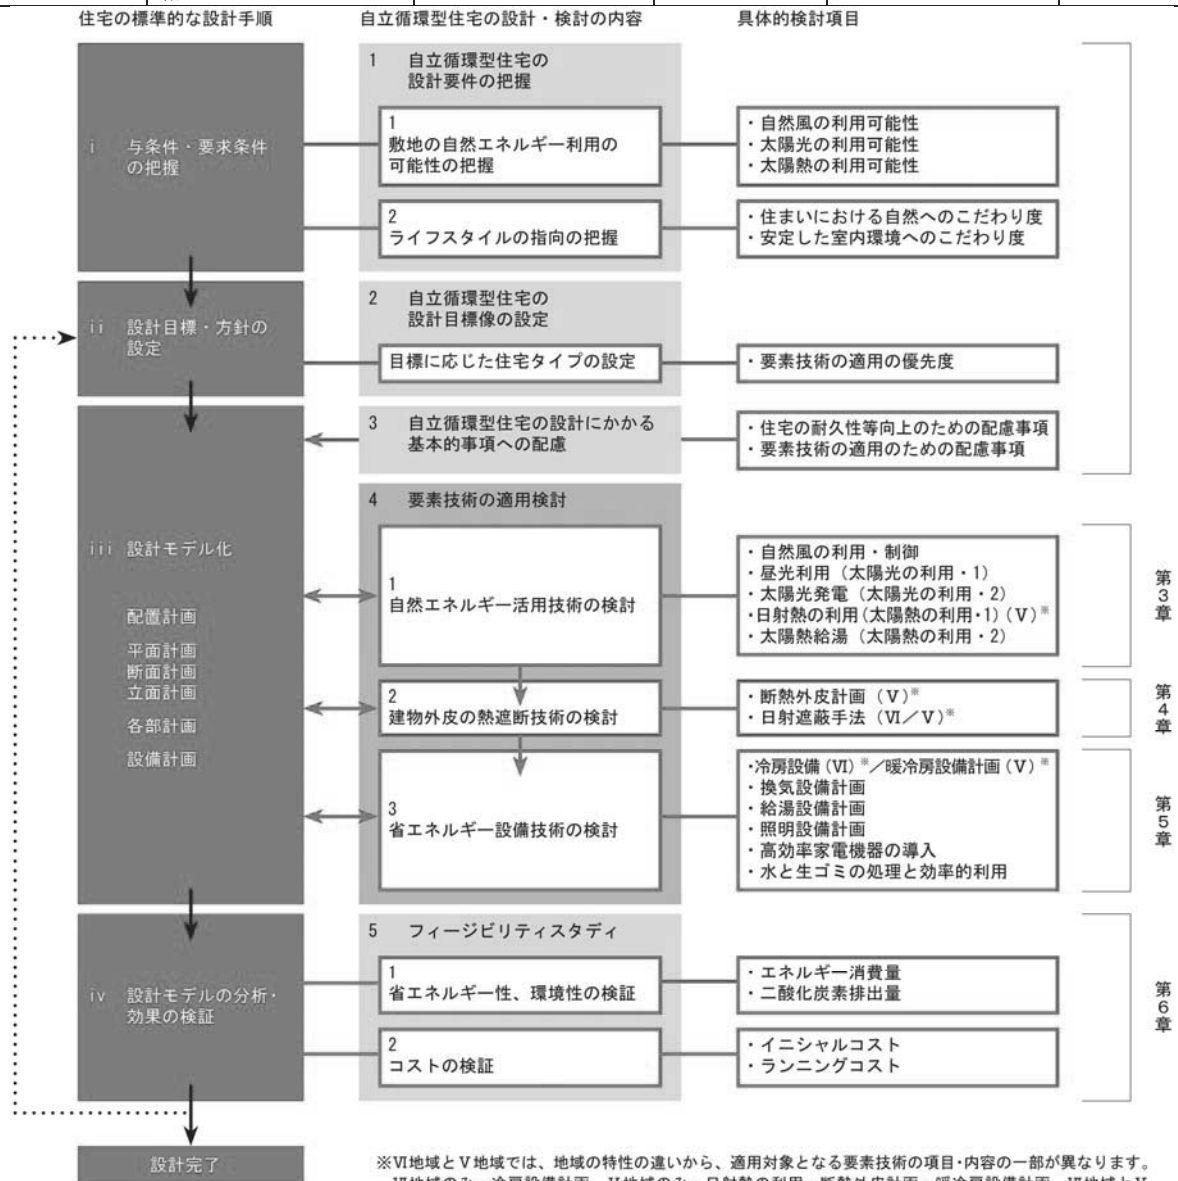 住宅の標準的な設計手順
自立循環型住宅の設計・検討の内容
具体的検討項目
i 与条件・要求条件
の把握
1 自立循環型住宅の
設計要件の把握
1
敷地の自然エネルギー利用の
可能性の把握
・自然風の利用可能性
・太陽光の利用可能性
・太陽熱の利用可能性
2
ライフスタイルの指向の把握
・住まいにおける自然へのこだわり度
・安定した室内環境へのこだわり度
ii 設計目標・方針の
設定
2 自立循環型住宅の
設計目標像の設定
目標に応じた住宅タイプの設定
・要素技術の適用の優先度
3 自立循環型住宅の設計にかかる
基本的事項への配慮
・住宅の耐久性等向上のための配慮事項
・要素技術の適用のための配慮事項
iii 設計モデル化
配置計画
平面計画
断面計画
立面計画
各部計画
設備計画
4 要素技術の適用検討
1
自然エネルギー活用技術の検討
・自然風の利用・制御
・昼光利用（太陽光の利用・1）
・太陽光発電（太陽光の利用・2）
・日射熱の利用（太陽熱の利用・1）（Ⅴ）※
・太陽熱給湯（太陽熱の利用・2）
第3章
2
建物外皮の熱遮断技術の検討
・断熱外皮計画（Ⅴ）※
・日射遮蔽手法（Ⅵ／Ⅴ）※
第4章
3
省エネルギー設備技術の検討
・冷房設備（Ⅵ）※／暖冷房設備計画（Ⅴ）※
・換気設備計画
・給湯設備計画
・照明設備計画
・高効率家電機器の導入
・水と生ゴミの処理と効率的利用
第5章
iv 設計モデルの分析・
効果の検証
5 フィージビリティスタディ
1
省エネルギー性、環境性の検証
・エネルギー消費量
・二酸化炭素排出量
2
コストの検証
・イニシャルコスト
・ランニングコスト
第6章
設計完了
※Ⅵ地域とⅤ地域では、地域の特性の違いから、適用対象となる要素技術の項目・内容の一部が異なります。